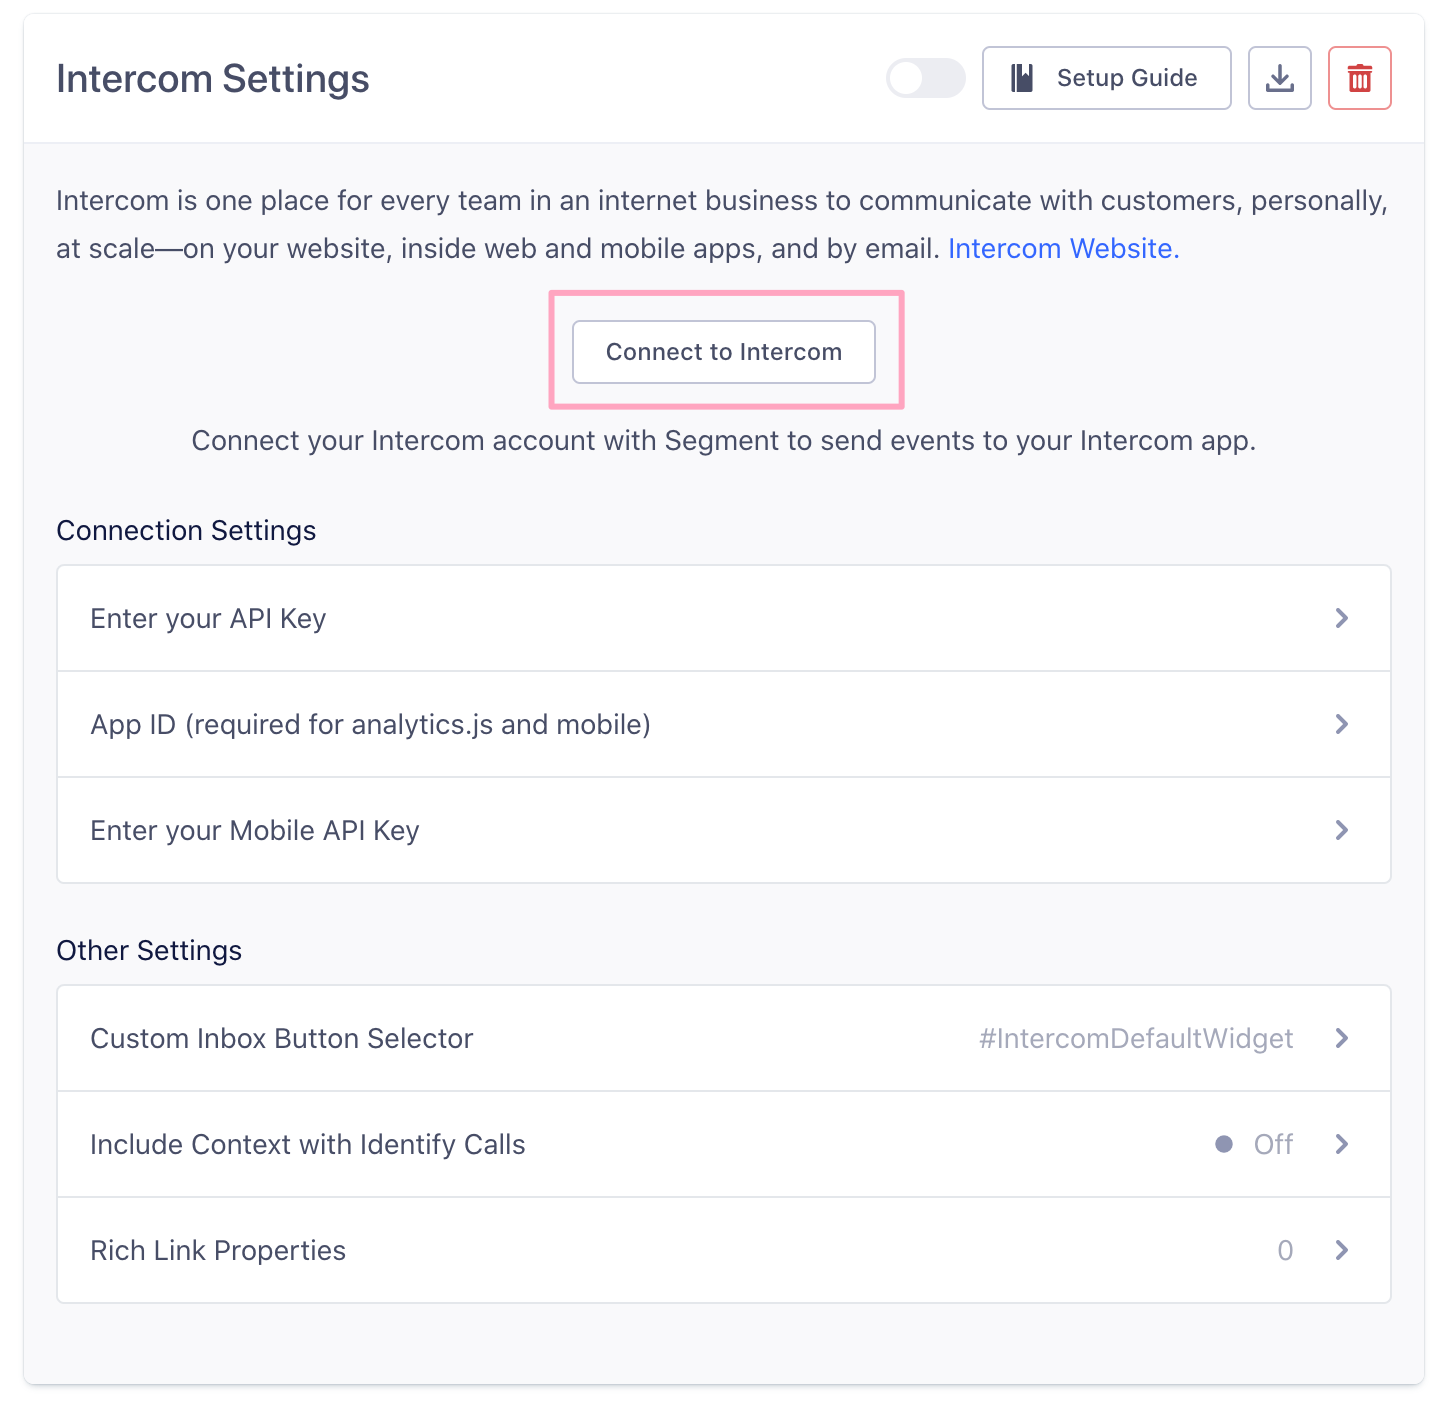 Intercom Settings
Setup Guide
Intercom is one place for every team in an internet business to communicate with customers, personally,
at scale—on your website, inside web and mobile apps, and by email. Intercom Website.
Connect to Intercom
Connect your Intercom account with Segment to send events to your Intercom app.
Connection Settings
Enter your API Key
App ID (required for analytics.js and mobile)
Enter your Mobile API Key
Other Settings
Custom Inbox Button Selector #IntercomDefaultWidget
Include Context with Identify Calls Off
Rich Link Properties 0